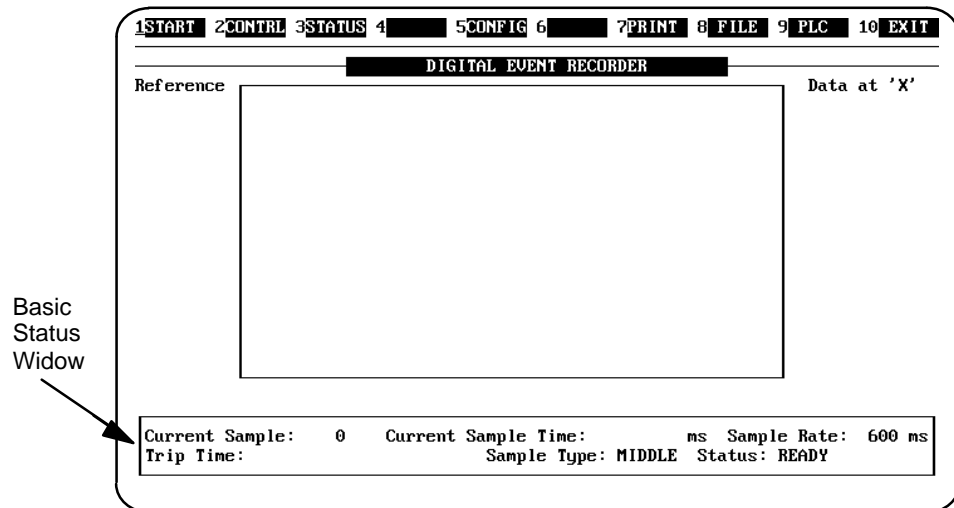 1START 2CONTRL 3STATUS 4 5CONFIG 6 7PRINT 8 FILE 9 PLC 10 EXIT
DIGITAL EVENT RECORDER
Reference
Data at 'X'
Basic
Status
Widow
Current Sample: 0 Current Sample Time: ms Sample Rate: 600 ms
Trip Time: Sample Type: MIDDLE Status: READY